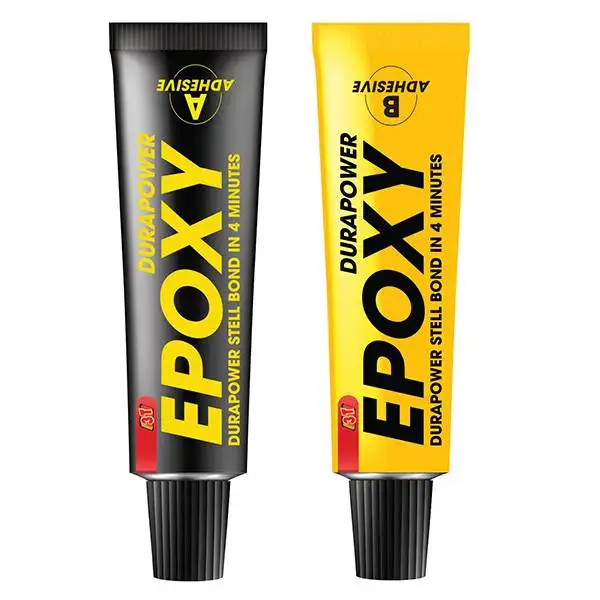 A
ADHESIVE
DURAPOWER
EPOXY
DURAPOWER STELL BOND IN 4 MINUTES
B
ADHESIVE
DURAPOWER
EPOXY
DURAPOWER STELL BOND IN 4 MINUTES